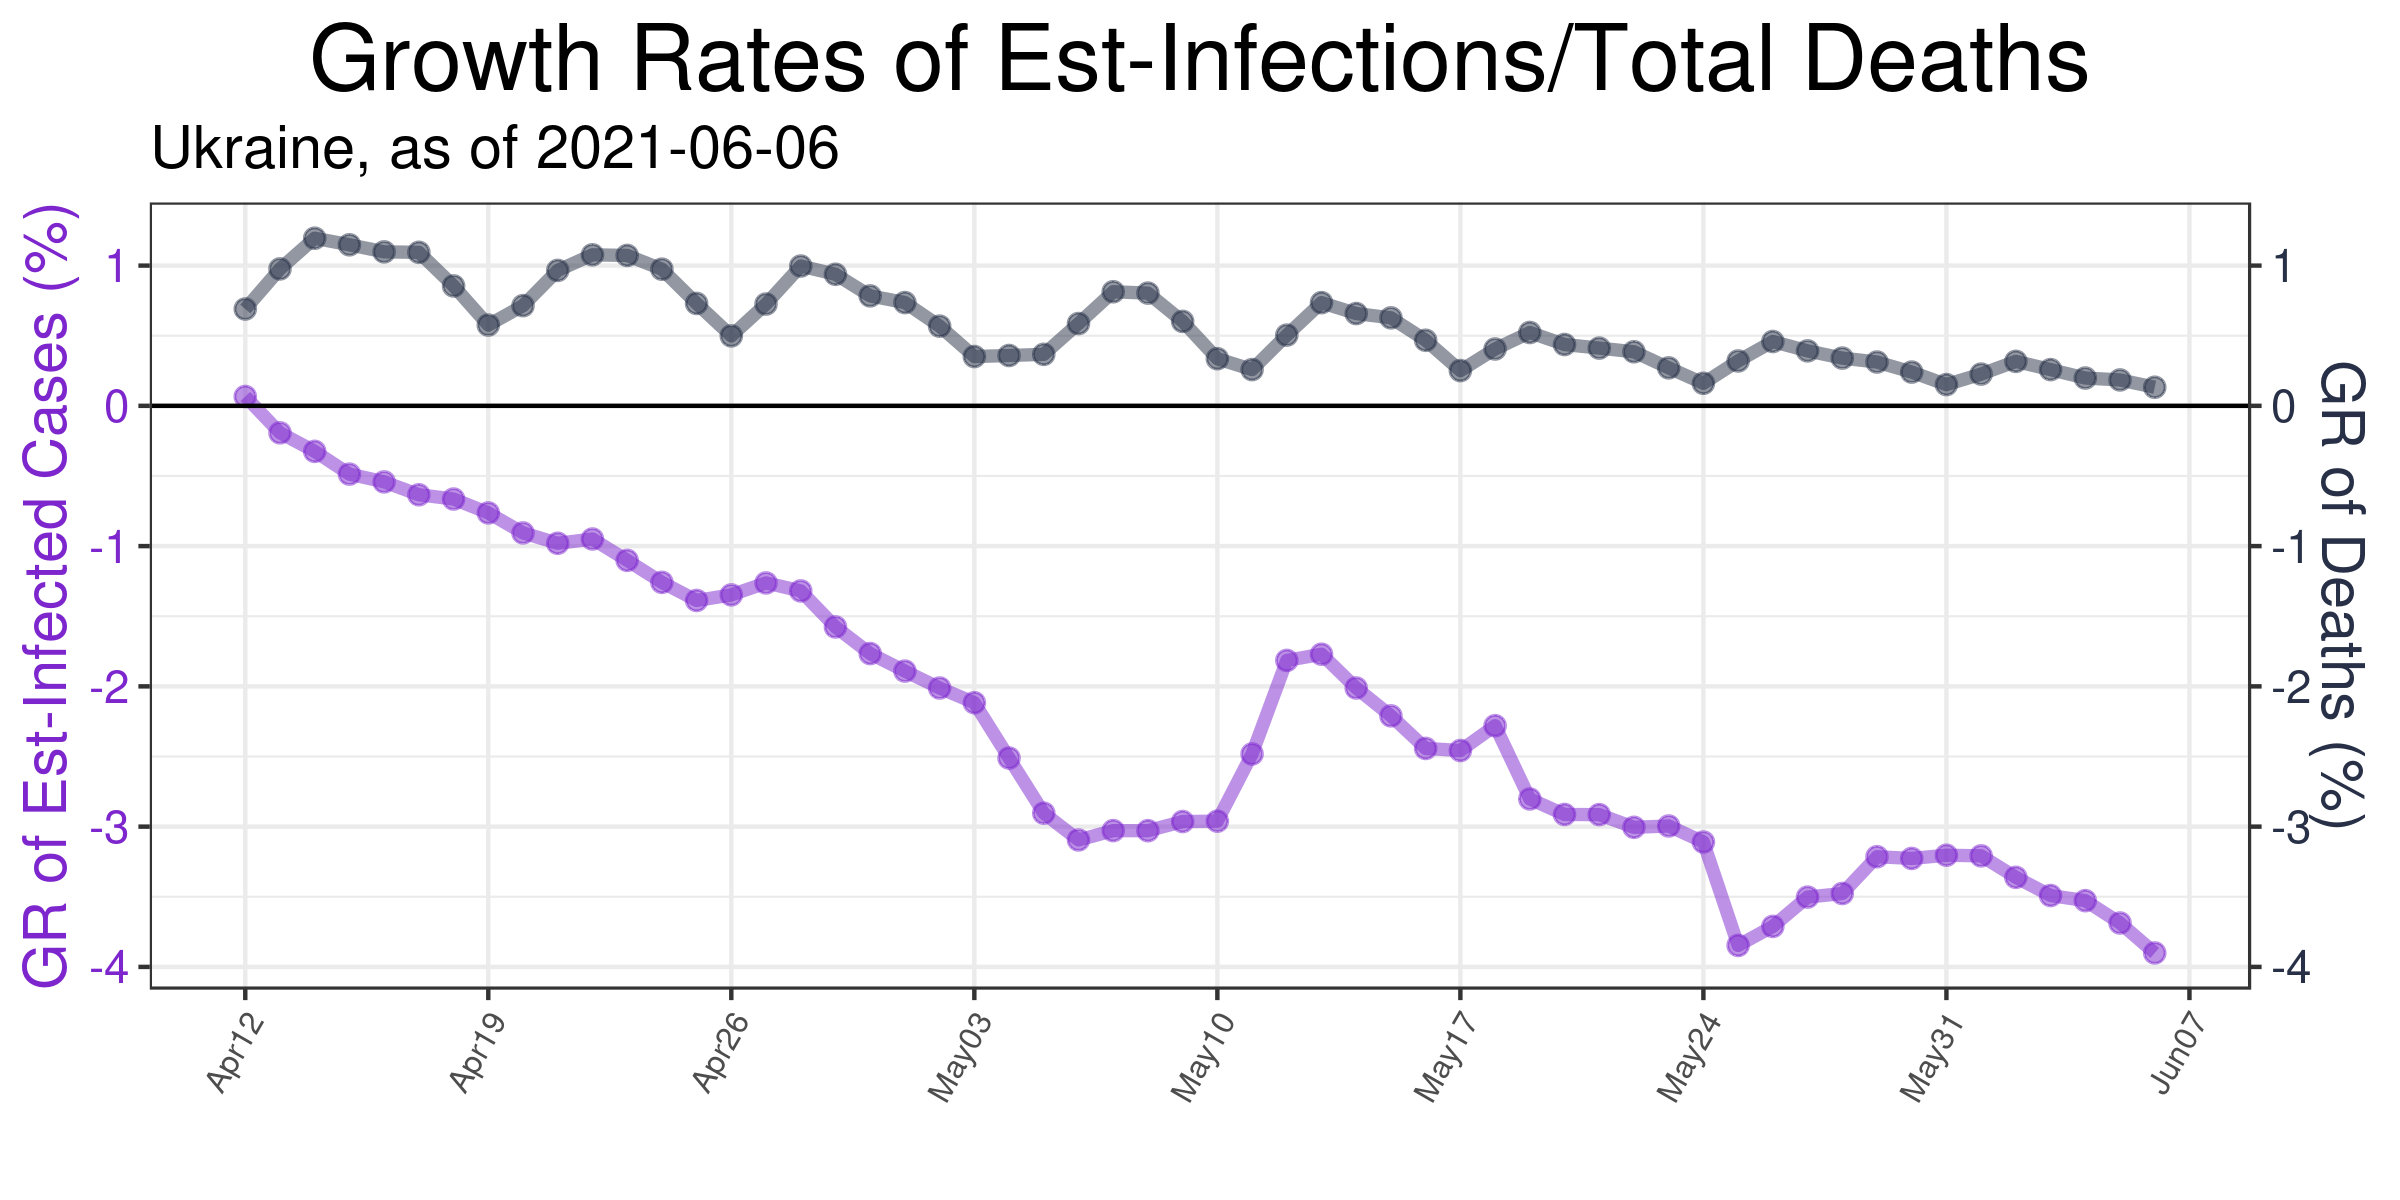 Growth Rates of Est-Infections/Total Deaths
Ukraine, as of 2021-06-06
GR of Est-Infected Cases (%)
1
0
-1
-2
-3
-4
1
0
-1
-2
-3
-4
GR of Deaths (%)
Apr12
Apr19
Apr26
May03
May10
May17
May24
May31
Jun07